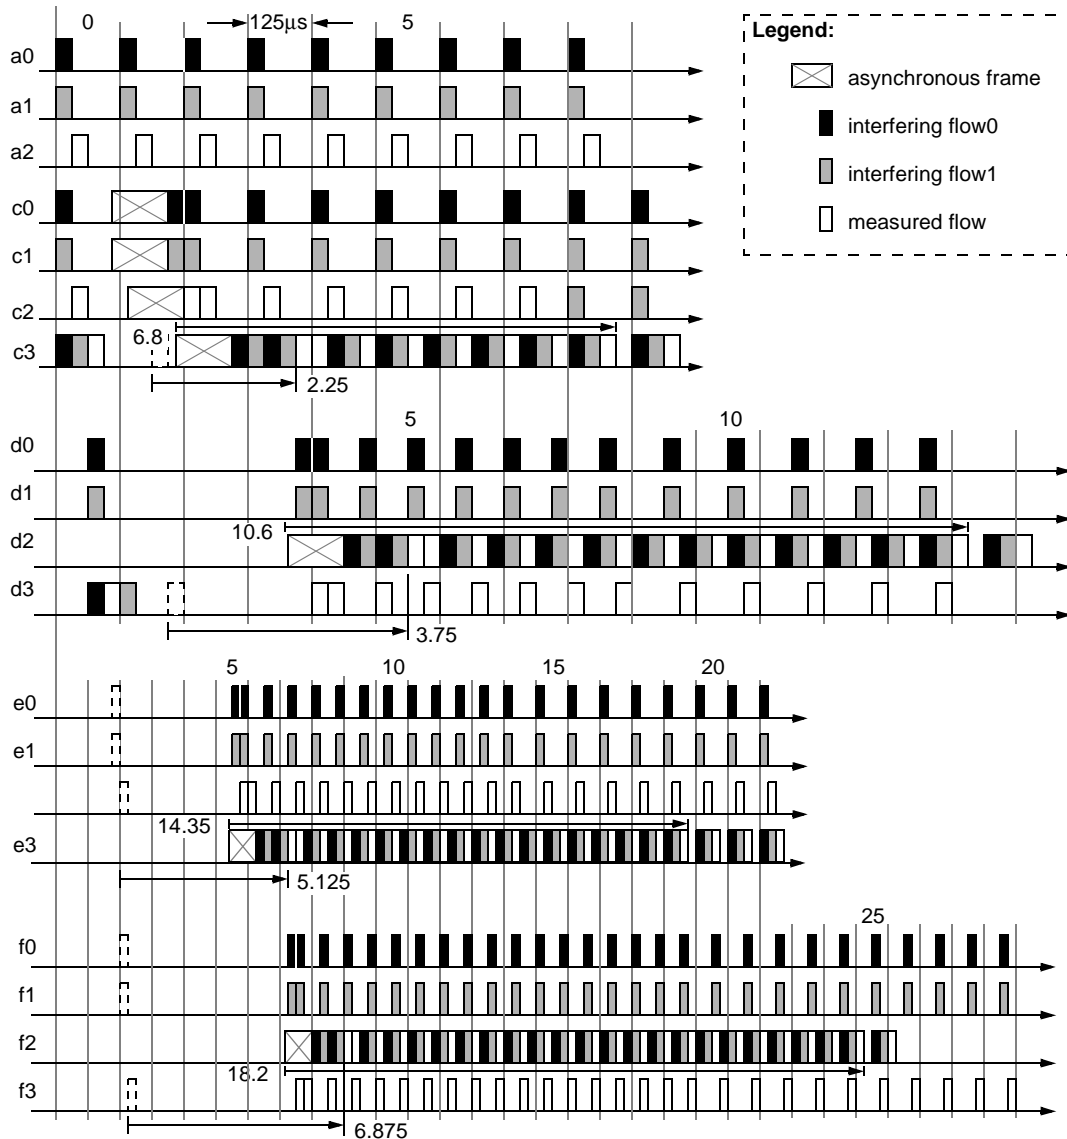 0
125μs
5
Legend:
a0
asynchronous frame
a1
interfering flow0
a2
interfering flow1
c0
measured flow
c1
c2
6.8
c3
2.25
5
10
d0
d1
10.6
d2
d3
3.75
5
10
15
20
e0
e1
14.35
e3
5.125
25
f0
f1
f2
18.2
f3
6.875